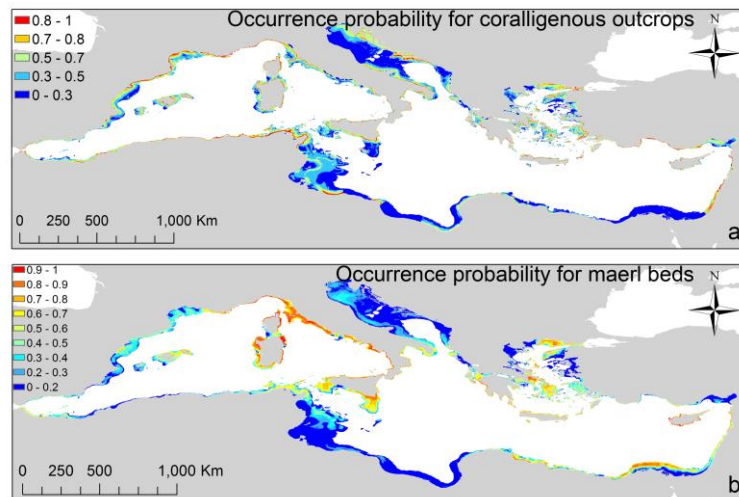 Occurrence probability for coralligenous outcrops
0.8 - 1
0.7 - 0.8
0.5 - 0.7
0.3 - 0.5
0 - 0.3
N
0 250 500 1,000 Km
a
Occurrence probability for maerl beds
0.9 - 1
0.8 - 0.9
0.7 - 0.8
0.6 - 0.7
0.5 - 0.6
0.4 - 0.5
0.3 - 0.4
0.2 - 0.3
0 - 0.2
N
0 250 500 1,000 Km
b